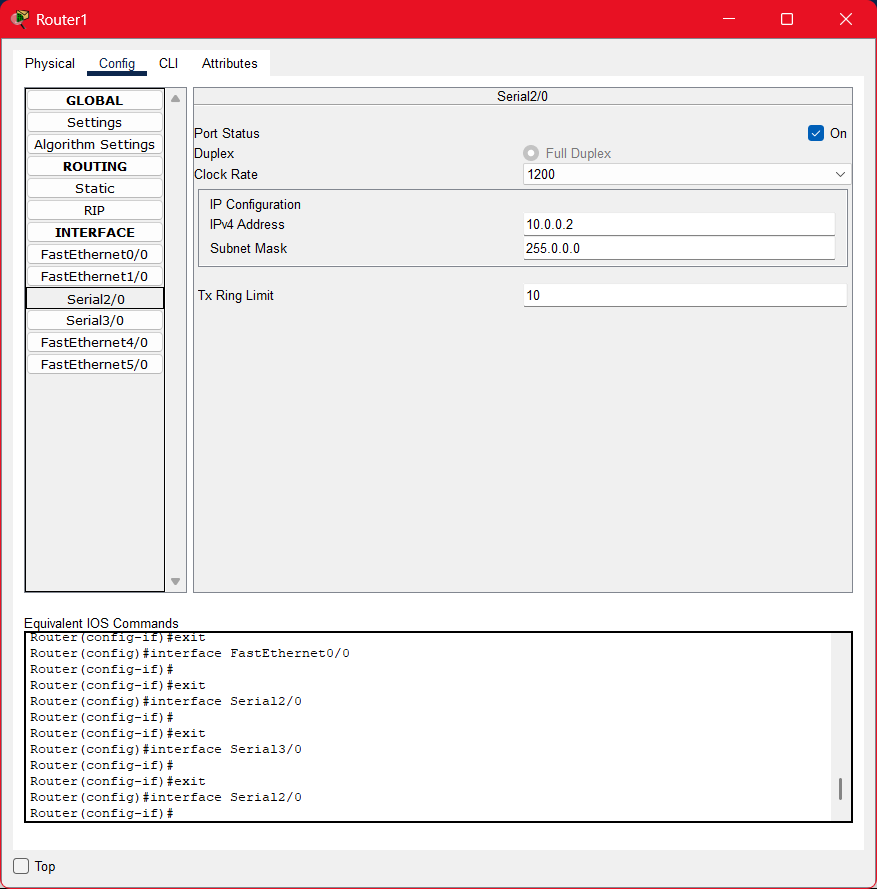 Router1
Physical Config CLI Attributes
GLOBAL
Settings
Algorithm Settings
ROUTING
Static
RIP
INTERFACE
FastEthernet0/0
FastEthernet1/0
Serial2/0
Serial3/0
FastEthernet4/0
FastEthernet5/0
Serial2/0
Port Status On
Duplex Full Duplex
Clock Rate 1200
IP Configuration
IPv4 Address 10.0.0.2
Subnet Mask 255.0.0.0
Tx Ring Limit 10
Equivalent IOS Commands
Router(config-if)#exit
Router(config)#interface FastEthernet0/0
Router(config-if)#
Router(config-if)#exit
Router(config)#interface Serial2/0
Router(config-if)#
Router(config-if)#exit
Router(config)#interface Serial3/0
Router(config-if)#
Router(config-if)#exit
Router(config)#interface Serial2/0
Router(config-if)#
Top